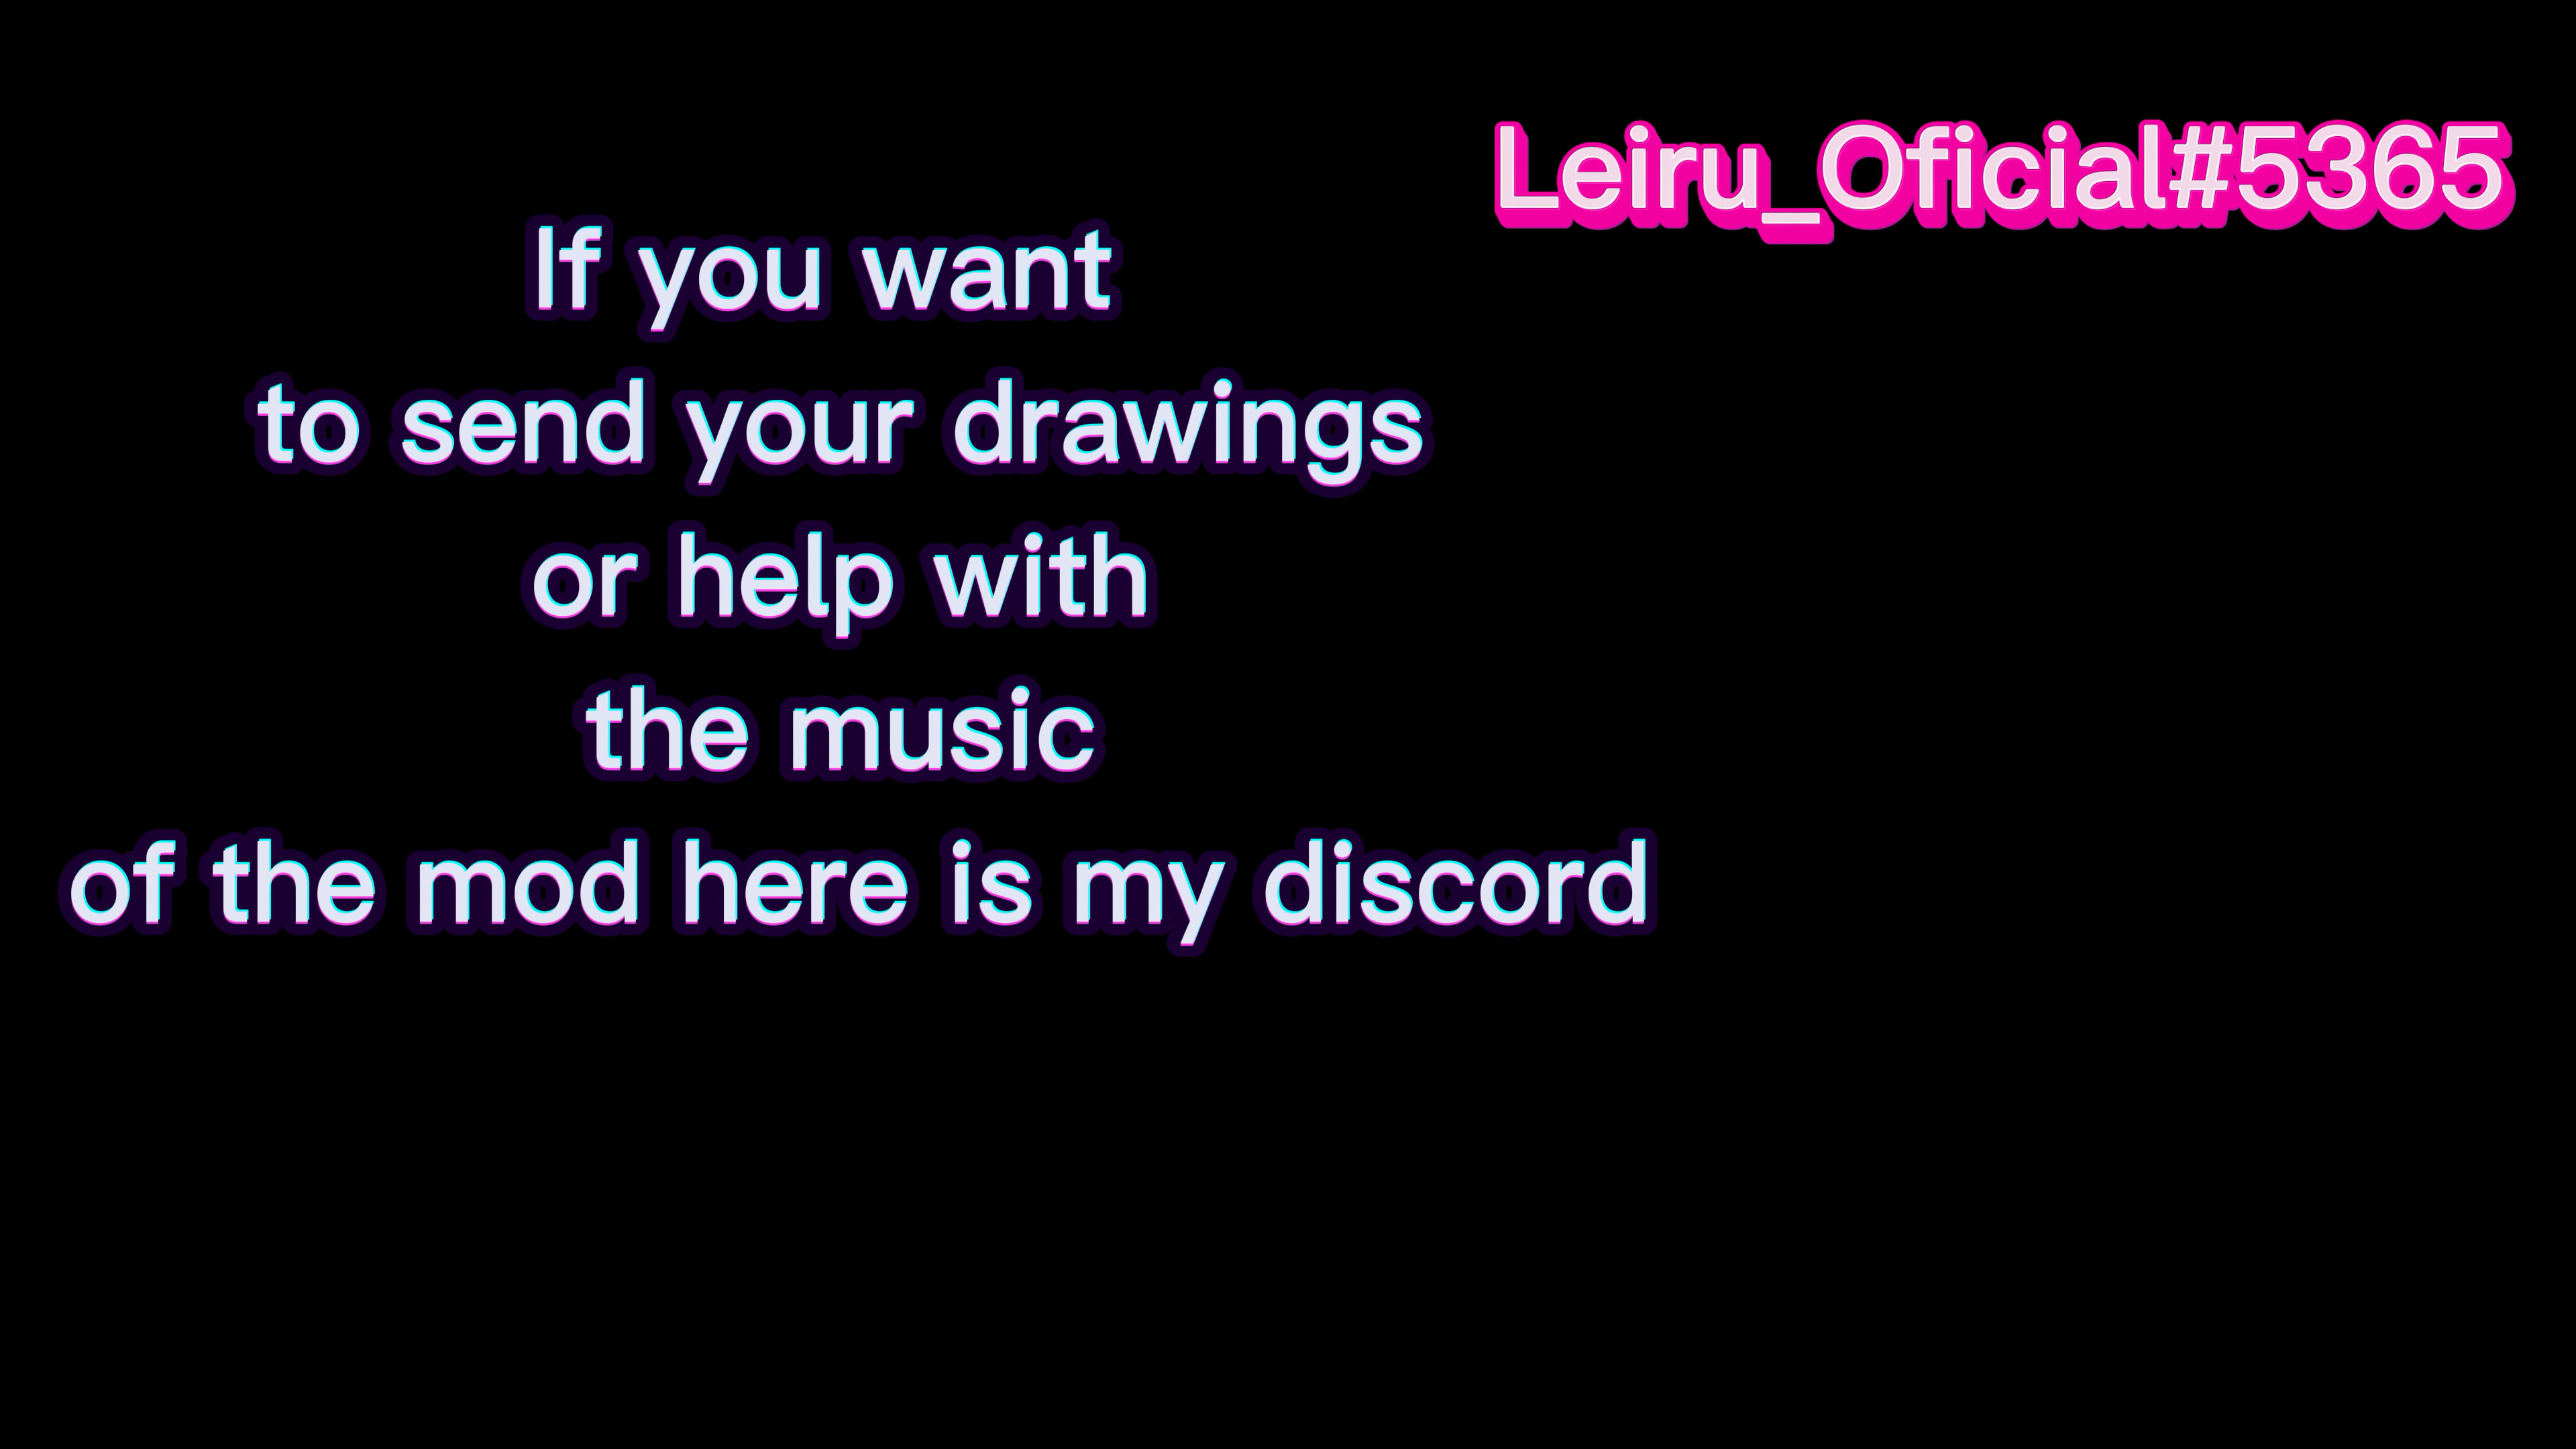 Leiru_Oficial#5365
If you want
to send your drawings
or help with
the music
of the mod here is my discord